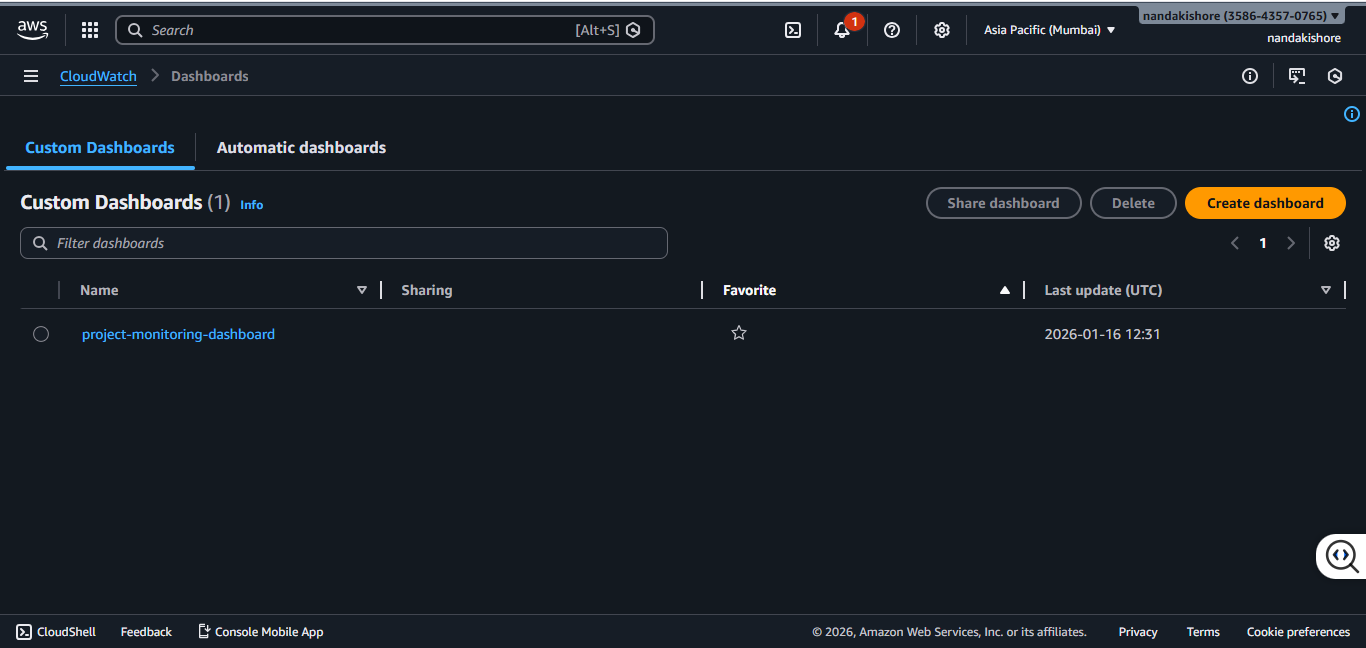 aws
Search [Alt+S]
1
Asia Pacific (Mumbai)
nandakishore (3586-4357-0765)
nandakishore
CloudWatch Dashboards
Custom Dashboards Automatic dashboards
Custom Dashboards (1) Info
Share dashboard Delete Create dashboard
Filter dashboards
1
Name Sharing Favorite Last update (UTC)
project-monitoring-dashboard 2026-01-16 12:31
CloudShell Feedback Console Mobile App © 2026, Amazon Web Services, Inc. or its affiliates. Privacy Terms Cookie preferences